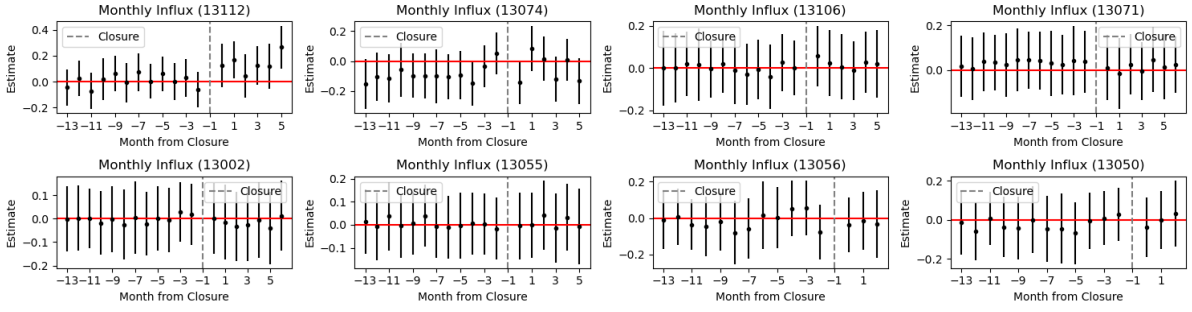 Monthly Influx (13112)
Estimate
0.4
0.2
0.0
−0.2
Closure
−13 −11 −9 −7 −5 −3 −1 1 3 5
Month from Closure
Monthly Influx (13074)
Estimate
0.0
−0.2
Closure
−13 −11 −9 −7 −5 −3 −1 1 3 5
Month from Closure
Monthly Influx (13106)
Estimate
0.2
0.0
−0.2
Closure
−13 −11 −9 −7 −5 −3 −1 1 3 5
Month from Closure
Monthly Influx (13071)
Estimate
0.2
0.0
Closure
−13 −11 −9 −7 −5 −3 −1 1 3 5
Month from Closure
Monthly Influx (13002)
Estimate
0.1
0.0
−0.1
−0.2
Closure
−13 −11 −9 −7 −5 −3 −1 1 3 5
Month from Closure
Monthly Influx (13055)
Estimate
0.1
0.0
−0.1
Closure
−13 −11 −9 −7 −5 −3 −1 1 3 5
Month from Closure
Monthly Influx (13056)
Estimate
0.2
0.0
−0.2
Closure
−13 −11 −9 −7 −5 −3 −1 1
Month from Closure
Monthly Influx (13050)
Estimate
0.2
0.0
−0.2
Closure
−13 −11 −9 −7 −5 −3 −1 1
Month from Closure